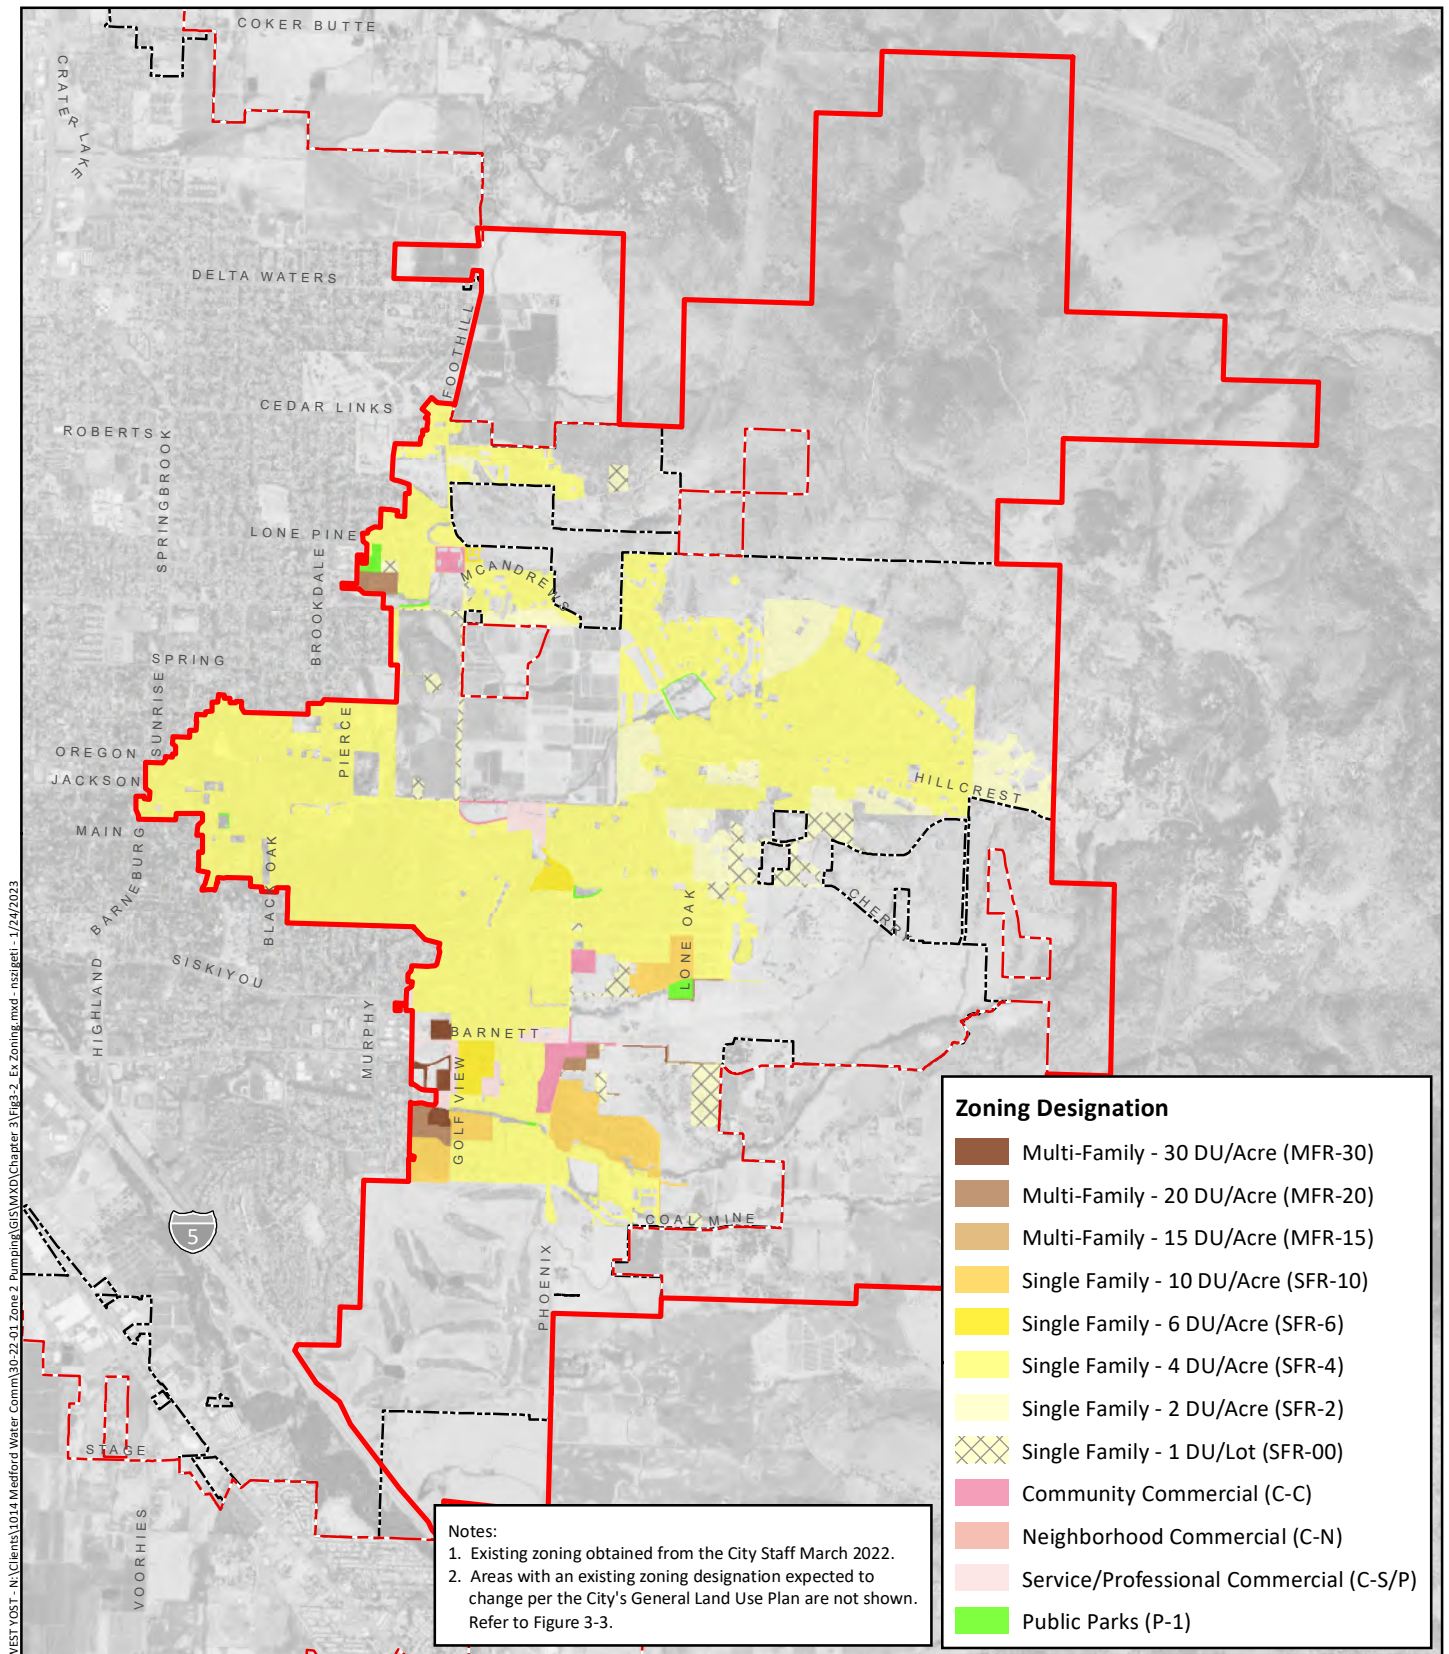 COKER BUTTE
CRATER LAKE
DELTA WATERS
FOOTHILL
CEDAR LINKS
ROBERTS
SPRINGBROOK
LONE PINE
BROOKDALE
MCANDREWS
SPRING
SUNRISE
PIERCE
OREGON
JACKSON
HILLCREST
MAIN
BARNEBURG
BLACK OAK
CHERRY
LONE OAK
SISKIYOU
HIGHLAND
MURPHY
BARNETT
GOLF VIEW
COAL MINE
PHOENIX
5
STAGE
VOORHIES
WEST YOST - N:\Clients\1014 Medford Water Comm\30-22-01 Zone 2 Pumping\GIS\MXD\Chapter 3\Fig3-2_Ex Zoning.mxd - nszigeti - 1/24/2023
Zoning Designation
Multi-Family - 30 DU/Acre (MFR-30)
Multi-Family - 20 DU/Acre (MFR-20)
Multi-Family - 15 DU/Acre (MFR-15)
Single Family - 10 DU/Acre (SFR-10)
Single Family - 6 DU/Acre (SFR-6)
Single Family - 4 DU/Acre (SFR-4)
Single Family - 2 DU/Acre (SFR-2)
Single Family - 1 DU/Lot (SFR-00)
Community Commercial (C-C)
Neighborhood Commercial (C-N)
Service/Professional Commercial (C-S/P)
Public Parks (P-1)
Notes:
1. Existing zoning obtained from the City Staff March 2022.
2. Areas with an existing zoning designation expected to
change per the City's General Land Use Plan are not shown.
Refer to Figure 3-3.